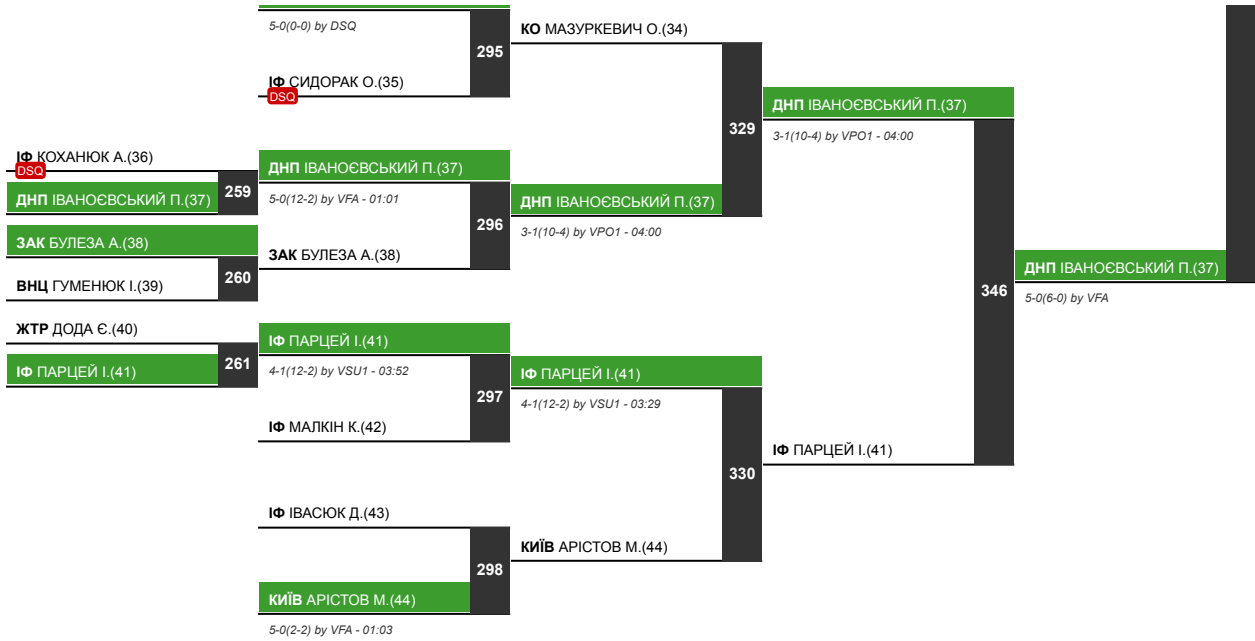 5-0(0-0) by DSQ
295
ІФ СИДОРАК О.(35)
DSQ
ІФ КОХАНЮК А.(36)
DSQ
259
ДНП ІВАНОЄВСЬКИЙ П.(37)
ЗАК БУЛЕЗА А.(38)
260
ВНЦ ГУМЕНЮК І.(39)
ЖТР ДОДА Є.(40)
261
ІФ ПАРЦЕЙ І.(41)
ДНП ІВАНОЄВСЬКИЙ П.(37)
5-0(12-2) by VFA - 01:01
296
ЗАК БУЛЕЗА А.(38)
ІФ ПАРЦЕЙ І.(41)
4-1(12-2) by VSU1 - 03:52
297
ІФ МАЛКІН К.(42)
ІФ ІВАСЮК Д.(43)
298
КИЇВ АРІСТОВ М.(44)
5-0(2-2) by VFA - 01:03
КО МАЗУРКЕВИЧ О.(34)
329
ДНП ІВАНОЄВСЬКИЙ П.(37)
3-1(10-4) by VPO1 - 04:00
ІФ ПАРЦЕЙ І.(41)
4-1(12-2) by VSU1 - 03:29
330
КИЇВ АРІСТОВ М.(44)
ДНП ІВАНОЄВСЬКИЙ П.(37)
3-1(10-4) by VPO1 - 04:00
346
ІФ ПАРЦЕЙ І.(41)
ДНП ІВАНОЄВСЬКИЙ П.(37)
5-0(6-0) by VFA